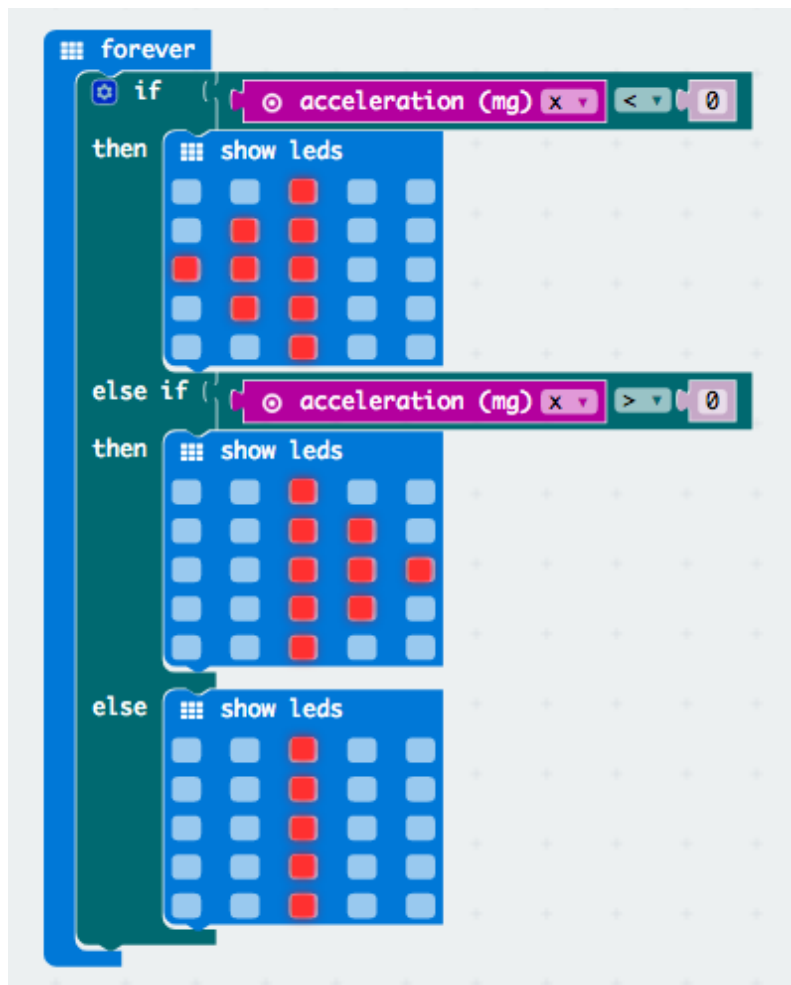 forever
if acceleration (mg) x < 0
then show leds
else if acceleration (mg) x > 0
then show leds
else show leds